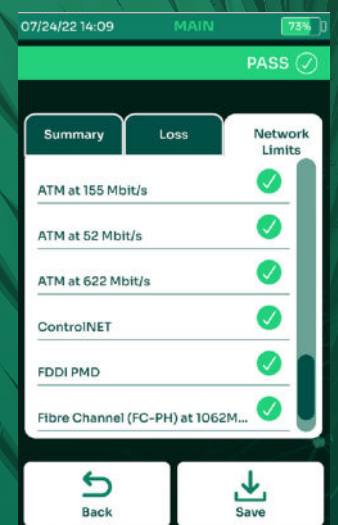 07/24/22 14:09 MAIN 73%
PASS
Summary Loss Network
Limits
ATM at 155 Mbit/s
ATM at 52 Mbit/s
ATM at 622 Mbit/s
ControlNET
FDDI PMD
Fibre Channel (FC-PH) at 1062M...
Back Save